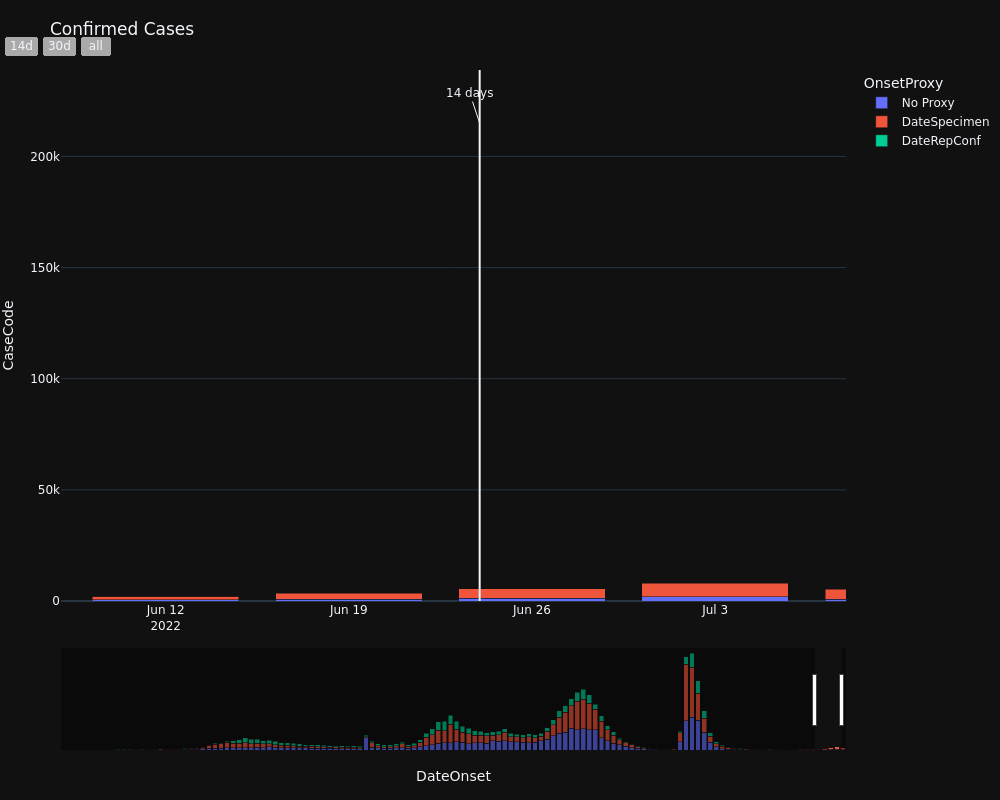 Confirmed Cases
14d 30d all
OnsetProxy
No Proxy
DateSpecimen
DateRepConf
14 days
200k
150k
100k
50k
0
CaseCode
Jun 12 Jun 19 Jun 26 Jul 3
2022
DateOnset